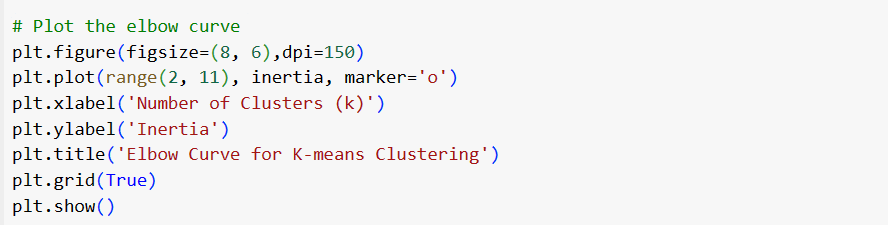 # Plot the elbow curve
plt.figure(figsize=(8, 6),dpi=150)
plt.plot(range(2, 11), inertia, marker='o')
plt.xlabel('Number of Clusters (k)')
plt.ylabel('Inertia')
plt.title('Elbow Curve for K-means Clustering')
plt.grid(True)
plt.show()